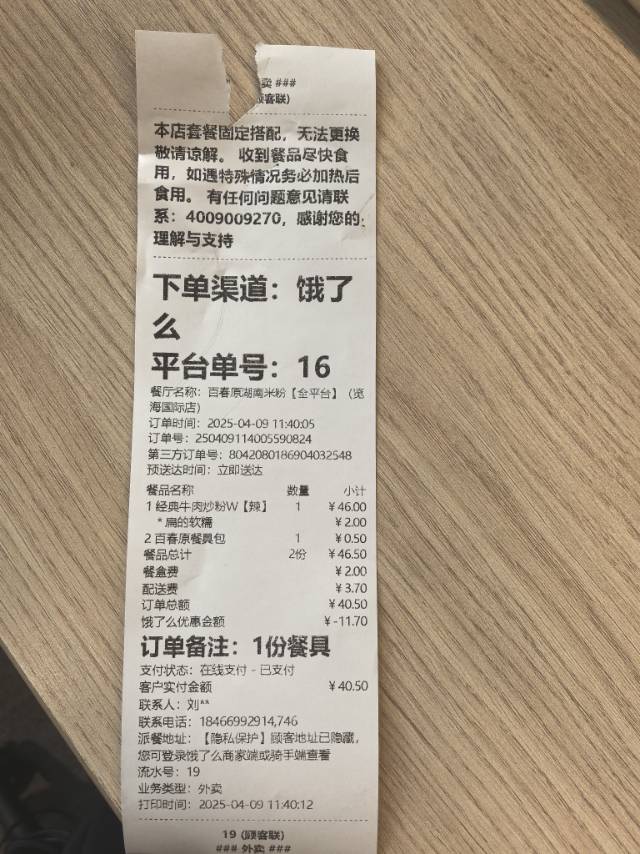 卖 ###
顾客联)
本店套餐固定搭配，无法更换
敬请谅解。 收到餐品尽快食
用，如遇特殊情况务必加热后
食用。 有任何问题意见请联
系：4009009270，感谢您的
理解与支持
下单渠道：饿了
么
平台单号：16
餐厅名称：百春原湖南米粉【全平台】（览
海国际店）
订单时间：2025-04-09 11:40:05
订单号：250409114005590824
第三方订单号：8042080186904032548
预送达时间：立即送达
餐品名称 数量 小计
1 经典牛肉炒粉W【辣】 1 ￥46.00
* 扁的软糯 ￥2.00
2 百春原餐具包 1 ￥0.50
餐品总计 2份 ￥46.50
餐盒费 ￥2.00
配送费 ￥3.70
订单总额 ￥40.50
饿了么优惠金额 ￥-11.70
订单备注：1份餐具
支付状态：在线支付 - 已支付
客户实付金额 ￥40.50
联系人：刘**
联系电话：18466992914,746
派餐地址：【隐私保护】顾客地址已隐藏，
您可登录饿了么商家端或骑手端查看
流水号：19
业务类型：外卖
打印时间：2025-04-09 11:40:12
19 (顾客联)
### 外卖 ###